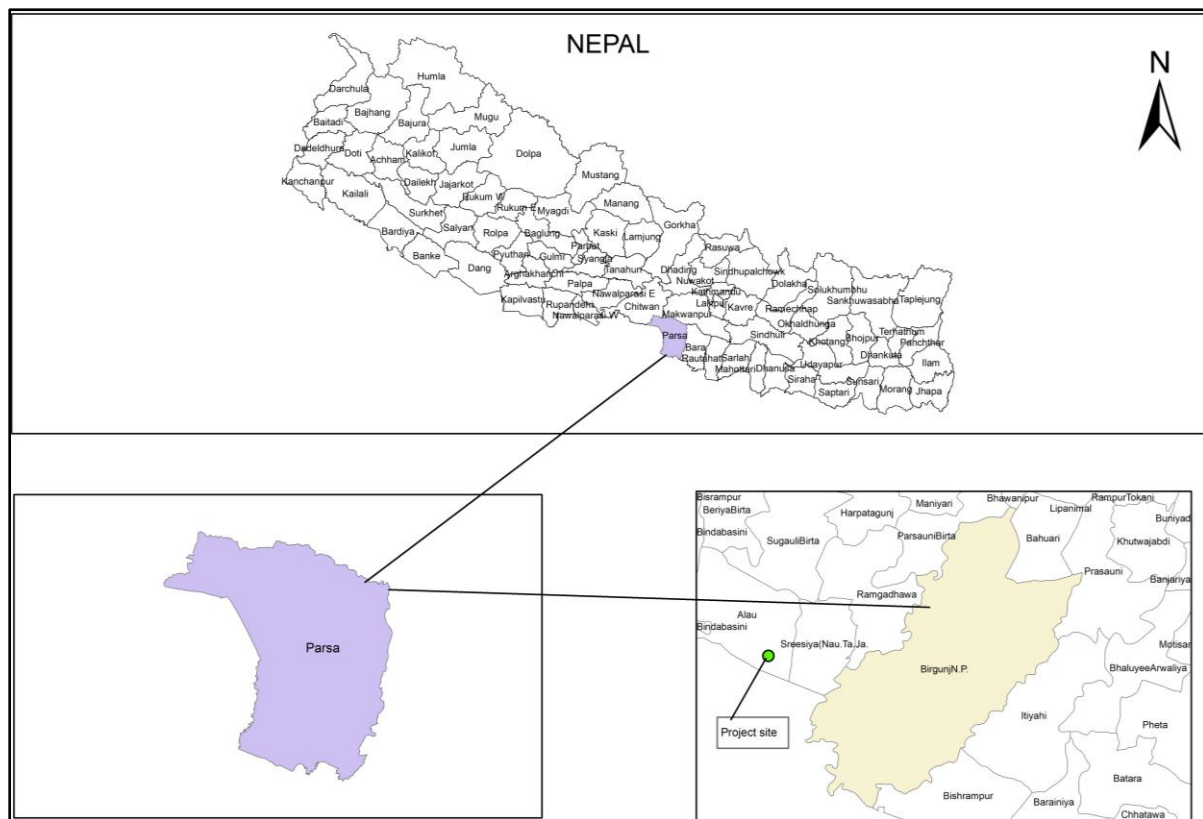 NEPAL
N
Humla
Darchula
Bajhang
Mugu
Baitadi
Bajura
Dadeldhura
Doti
Jumla
Kalikot
Achham
Dolpa
Mustang
Kanchanpur
Kailali
Dailekh
Jajarkot
Rukum W
Rukum E
Myagdi
Manang
Surkhet
Salyan
Gorkha
Bardiya
Rolpa
Baglung
Kaski
Lamjung
Parbat
Rasuwa
Banke
Pyuthan
Gulmi
Syangja
Dang
Arghakhanchi
Tanahun
Dhading
Sindhupalchowk
Nuwakot
Dolakha
Solukhumbhu
Palpa
Kathmandu
Sankhuwasabha
Taplejung
Kapilvastu
Rupandehi
Nawalparasi E
Chitwan
Lalitpur
Kavre
Ramechhap
Nawalparasi W
Makwanpur
Okhaldhunga
Parsa
Sindhuli
Khotang
Bhojpur
Terhathum
Panchthar
Bara
Dhankuta
Rautahat
Sarlahi
Mahottari
Dhanusa
Udayapur
Ilam
Siraha
Saptari
Sunsari
Morang
Jhapa
Parsa
Bisrampur
BeriyaBirta
Bindabasini
SugauliBirta
Harpatagunj
Maniyari
ParsauniBirta
Bhawanipur
Lipanimal
RampurTokani
Buniyad
Bahuari
Khutwajabdi
Prasauni
Banjariya
Ramgadhawa
Alau
Bindabasini
Sreesiya(Nau.Ta.Ja.
Motisar
BirgunjN.P.
BhaluyeeArwaliya
Project site
Itiyahi
Pheta
Batara
Bishrampur
Barainiya
Chhatawa